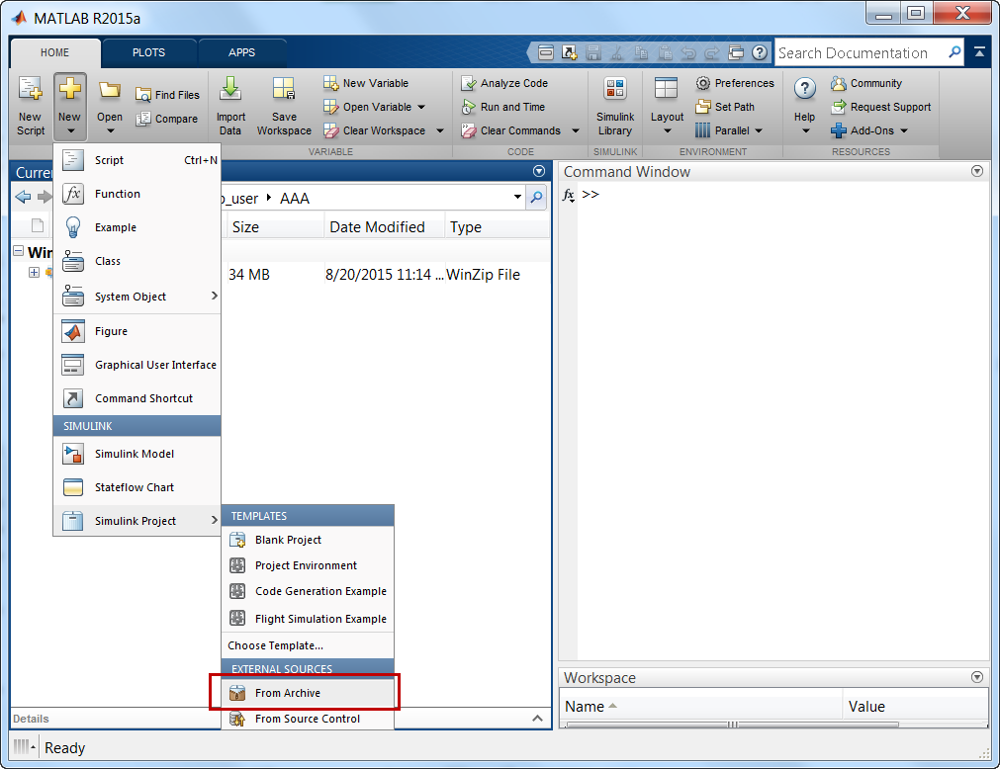 MATLAB R2015a
HOME PLOTS APPS
Search Documentation
New Script
New
Open
Find Files
Compare
Import Data
Save Workspace
New Variable
Open Variable
Clear Workspace
Analyze Code
Run and Time
Clear Commands
Simulink Library
Layout
Preferences
Set Path
Parallel
Help
Community
Request Support
Add-Ons
VARIABLE CODE SIMULINK ENVIRONMENT RESOURCES
Script Ctrl+N
Function
Example
Class
System Object
Figure
Graphical User Interface
Command Shortcut
SIMULINK
Simulink Model
Stateflow Chart
Simulink Project
TEMPLATES
Blank Project
Project Environment
Code Generation Example
Flight Simulation Example
Choose Template...
EXTERNAL SOURCES
From Archive
From Source Control
AAA
Size Date Modified Type
34 MB 8/20/2015 11:14 ... WinZip File
Details
Command Window
fx >>
Workspace
Name Value
Ready